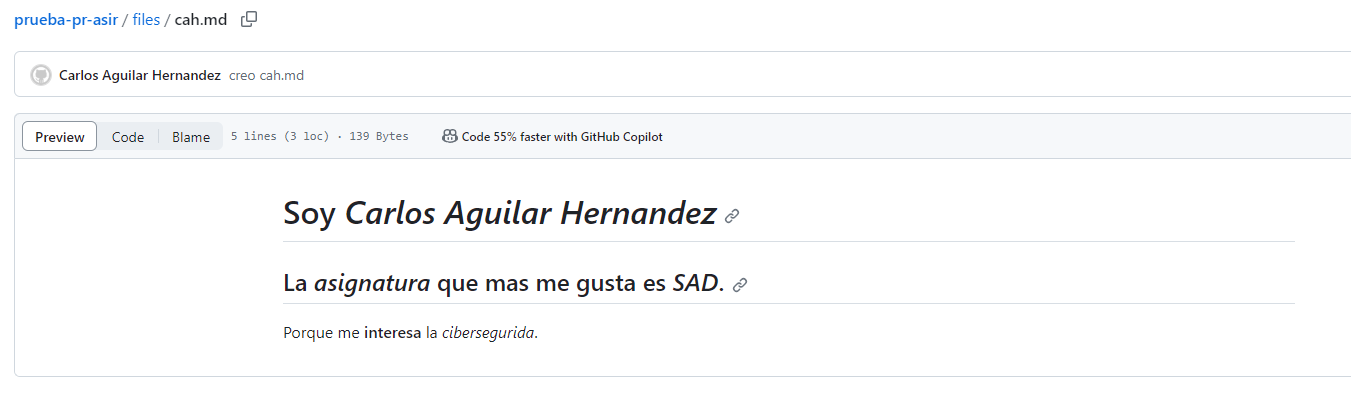 prueba-pr-asir / files / cah.md
Carlos Aguilar Hernandez creo cah.md
Preview Code Blame 5 lines (3 loc) · 139 Bytes Code 55% faster with GitHub Copilot
Soy Carlos Aguilar Hernandez
La asignatura que mas me gusta es SAD.
Porque me interesa la cibersegurida.